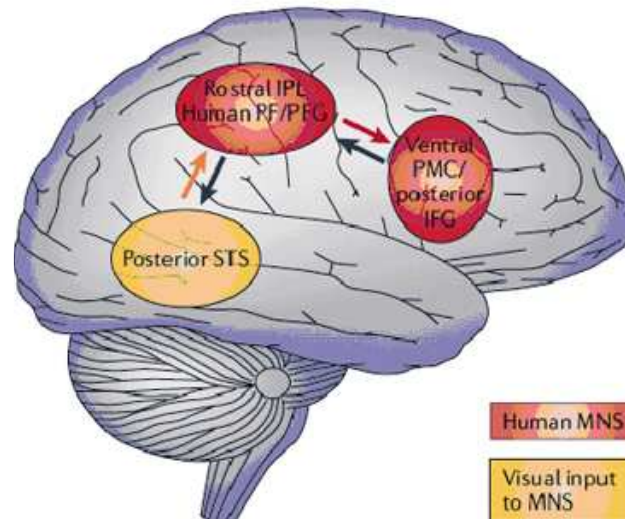 Rostral IPL
Human PF/PFG
Ventral
PMC/
posterior
IFG
Posterior STS
Human MNS
Visual input
to MNS